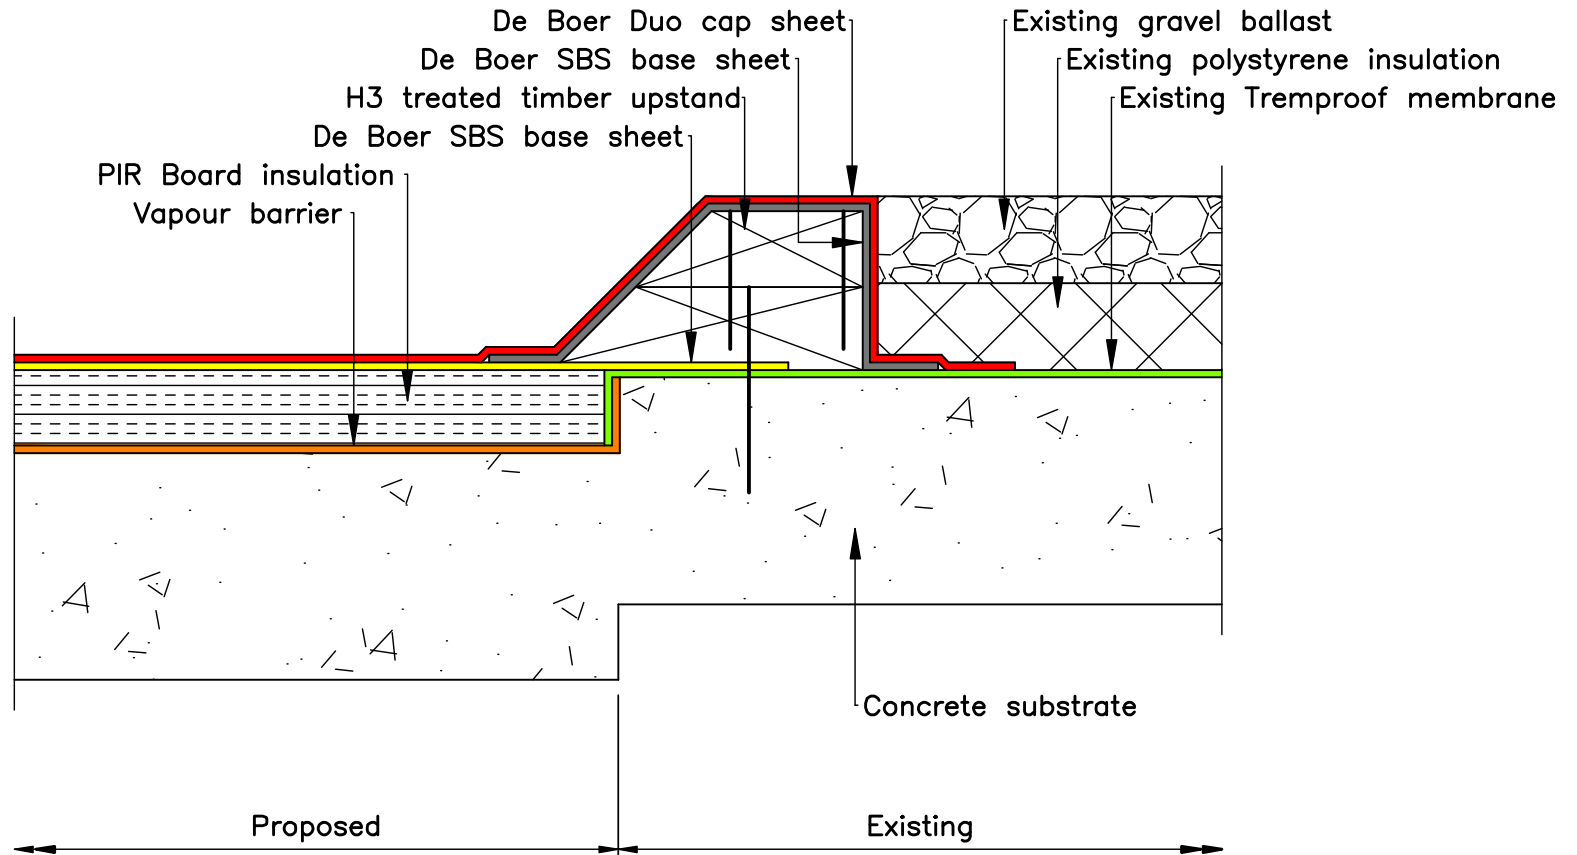 De Boer Duo cap sheet
Existing gravel ballast
De Boer SBS base sheet
Existing polystyrene insulation
H3 treated timber upstand
Existing Tremproof membrane
De Boer SBS base sheet
PIR Board insulation
Vapour barrier
Concrete substrate
Proposed
Existing